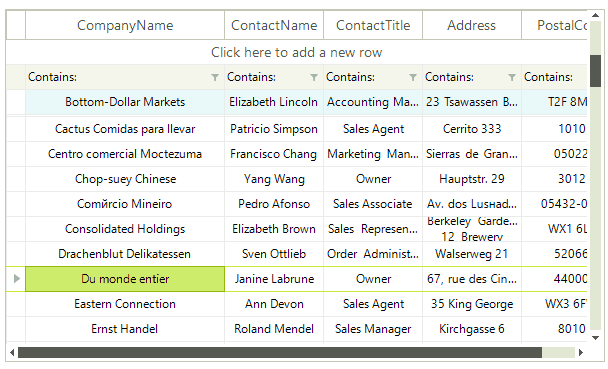 CompanyName ContactName ContactTitle Address PostalCo
Click here to add a new row
Contains: Contains: Contains: Contains: Contains:
Bottom-Dollar Markets Elizabeth Lincoln Accounting Ma... 23 Tsawassen B... T2F 8M
Cactus Comidas para llevar Patricio Simpson Sales Agent Cerrito 333 1010
Centro comercial Moctezuma Francisco Chang Marketing Man... Sierras de Gran... 05022
Chop-suey Chinese Yang Wang Owner Hauptstr. 29 3012
Comйrcio Mineiro Pedro Afonso Sales Associate Av. dos Lusнad... 05432-0
Consolidated Holdings Elizabeth Brown Sales Represen... Berkeley Garde... WX1 6L
12 Brewery
Drachenblut Delikatessen Sven Ottlieb Order Administ... Walserweg 21 52066
Du monde entier Janine Labrune Owner 67, rue des Cin... 44000
Eastern Connection Ann Devon Sales Agent 35 King George WX3 6F
Ernst Handel Roland Mendel Sales Manager Kirchgasse 6 8010